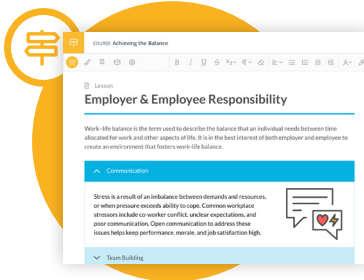 COURSE Achieving the Balance
B I U S
Lesson
Employer & Employee Responsibility
Work-life balance is the term used to describe the balance that an individual needs between time
allocated for work and other aspects of life. It is in the best interest of both employer and employee to
create an environment that fosters work-life balance.
Communication
Stress is a result of an imbalance between demands and resources,
or when pressure exceeds ability to cope. Common workplace
stressors include co-worker conflict, unclear expectations, and
poor communication. Open communication to address these
issues helps keep performance, morale, and job satisfaction high.
Team Building